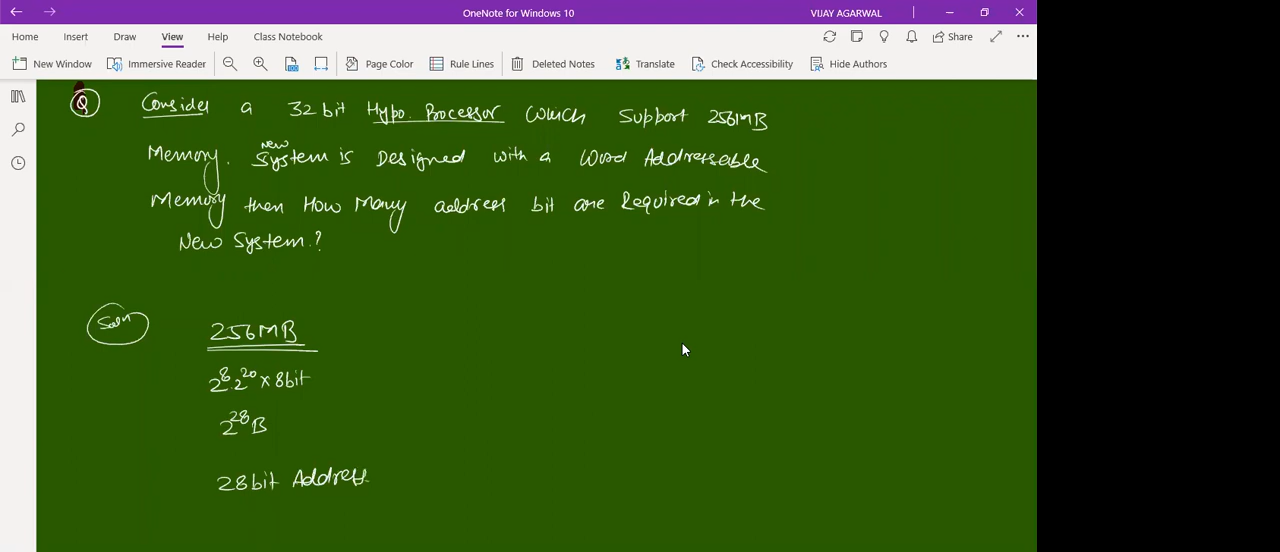 OneNote for Windows 10
VIJAY AGARWAL
Home Insert Draw View Help Class Notebook
Share
New Window Immersive Reader Page Color Rule Lines Deleted Notes Translate Check Accessibility Hide Authors
Q Consider a 32 bit Hypo. Processor which support 256MB
Memory. New System is Designed with a Word Addressable
Memory then How Many address bit are Required in the
New System.?
Soln
256MB
2^8.2^20 x 8bit
2^28 B
28bit Address